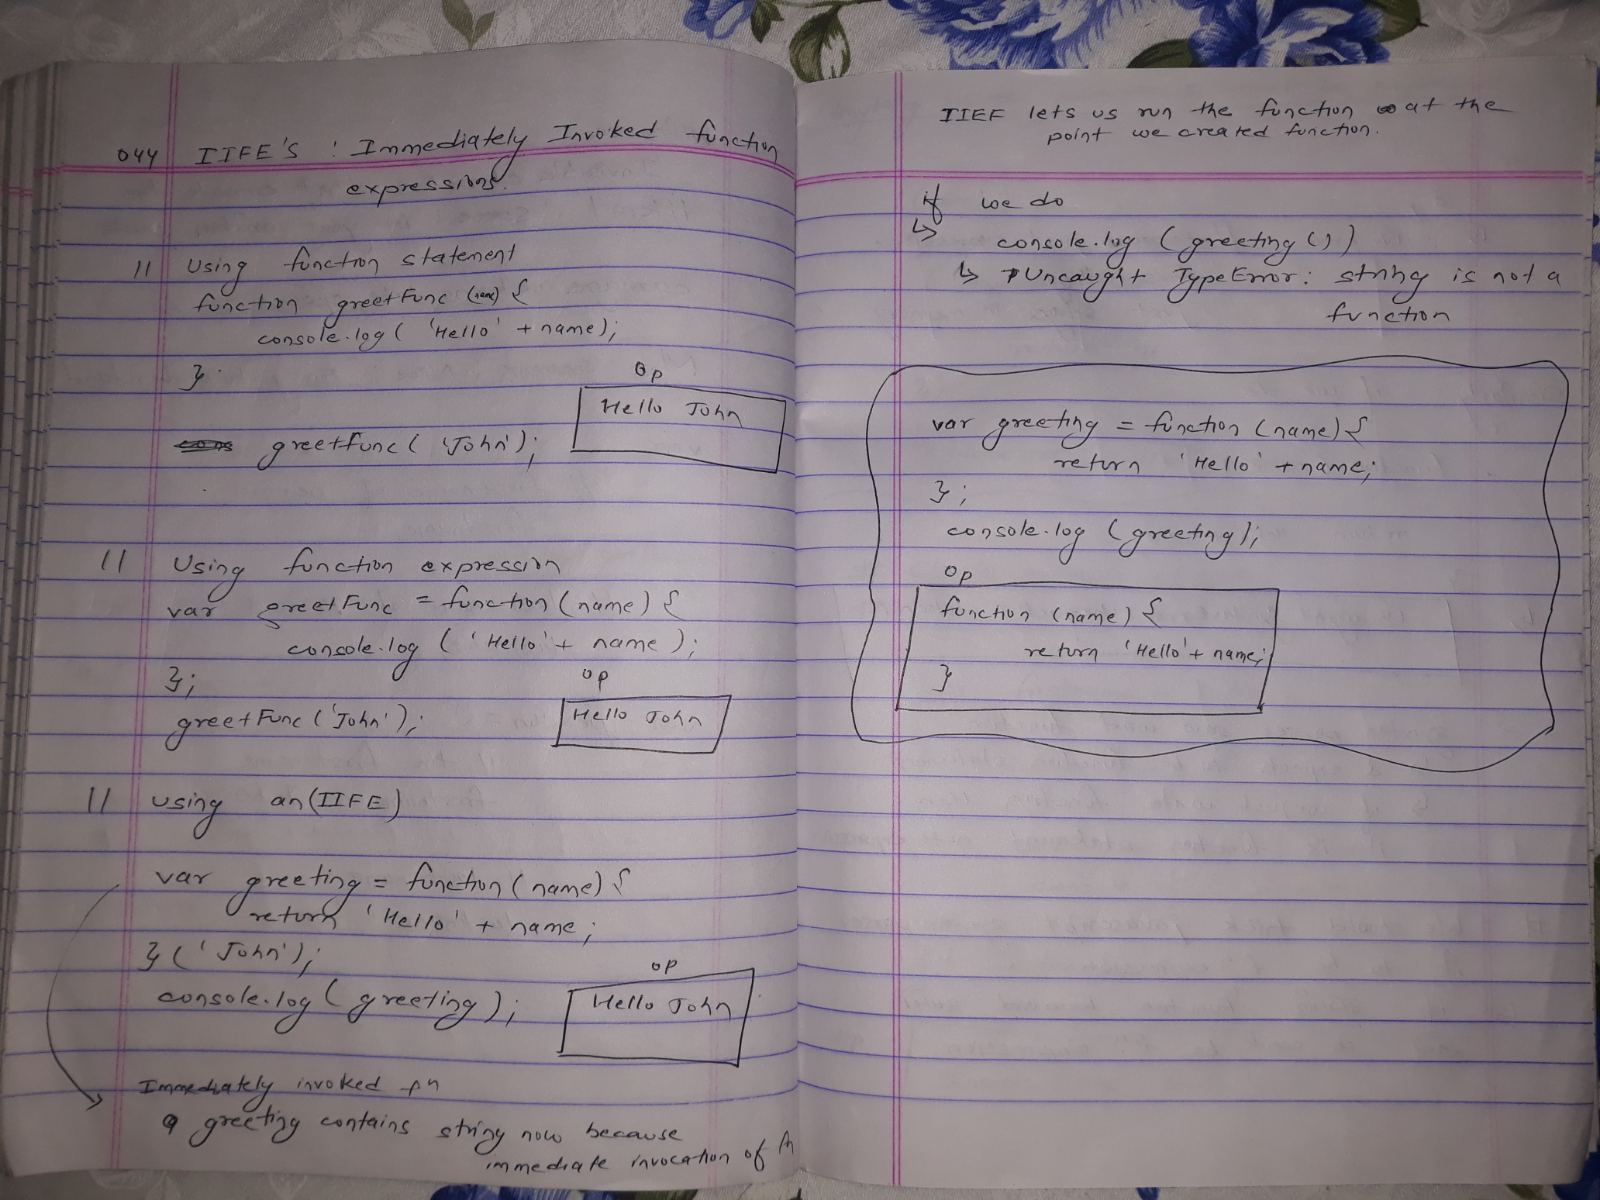 044 IIFE'S : Immediately Invoked function
expressions.
// Using function statement
function greetFunc (name) {
console.log( 'Hello' + name);
}
op
Hello John
greetfunc( 'John');
// Using function expression
var greetFunc = function (name) {
console.log ( 'Hello' + name );
};
op
greetFunc ('John');
Hello John
// using an (IIFE)
var greeting = function (name) {
return 'Hello' + name;
} ('John');
op
console.log ( greeting );
Hello John
Immediately invoked fn
greeting contains string now because
immediate invocation of fn
IIEF lets us run the function at the
point we created function.
if we do
↳ console.log ( greeting ())
↳ Uncaught TypeError: string is not a
function
var greeting = function (name) {
return 'Hello' + name;
};
console.log (greeting);
op
function (name) {
return 'Hello' + name;
}